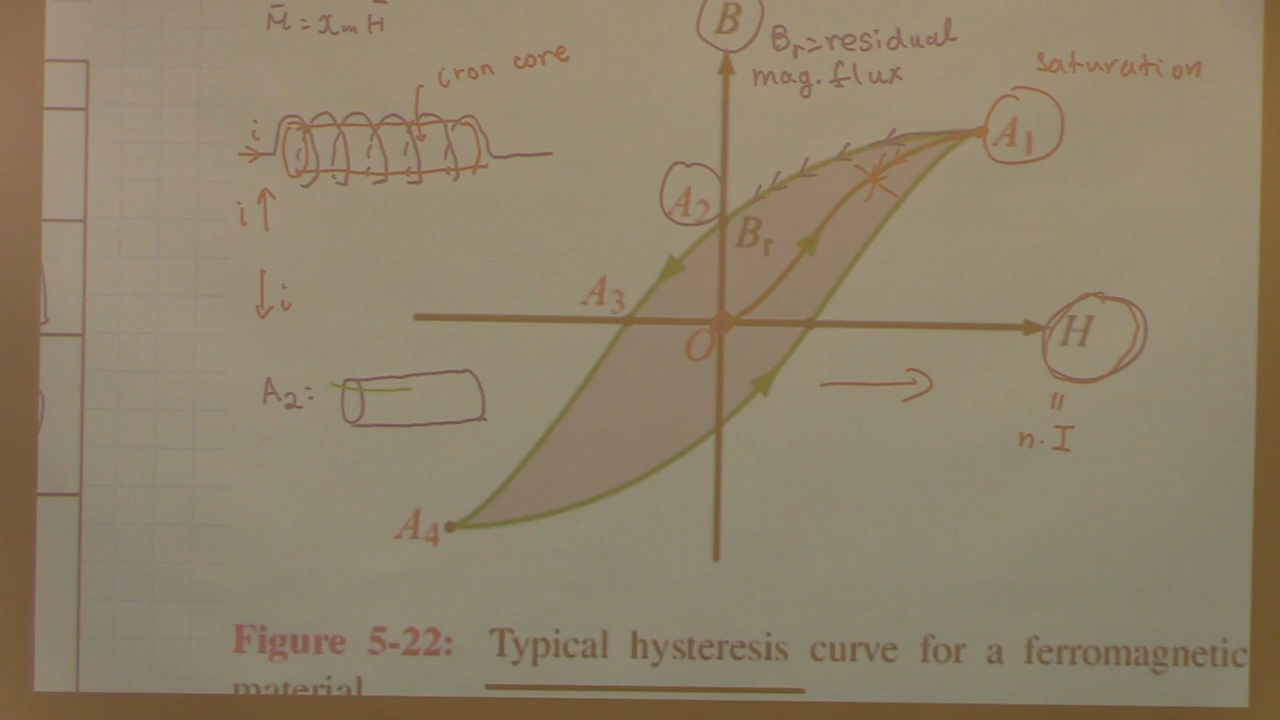 M̄ = χₘ H̄
iron core
i
i ↑
↓ i
A₂:
B
Bᵣ = residual
mag. flux
saturation
A₁
A₂
Bᵣ
A₃
O
H
"
n. I
A₄
Figure 5-22: Typical hysteresis curve for a ferromagnetic
material